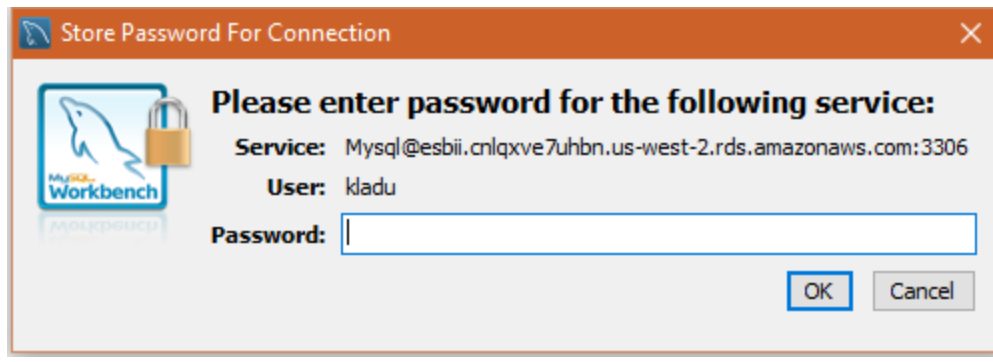 Store Password For Connection
Please enter password for the following service:
Service: Mysql@esbii.cnlqxve7uhbn.us-west-2.rds.amazonaws.com:3306
User: kladu
MySQL
Workbench
Password:
OK Cancel